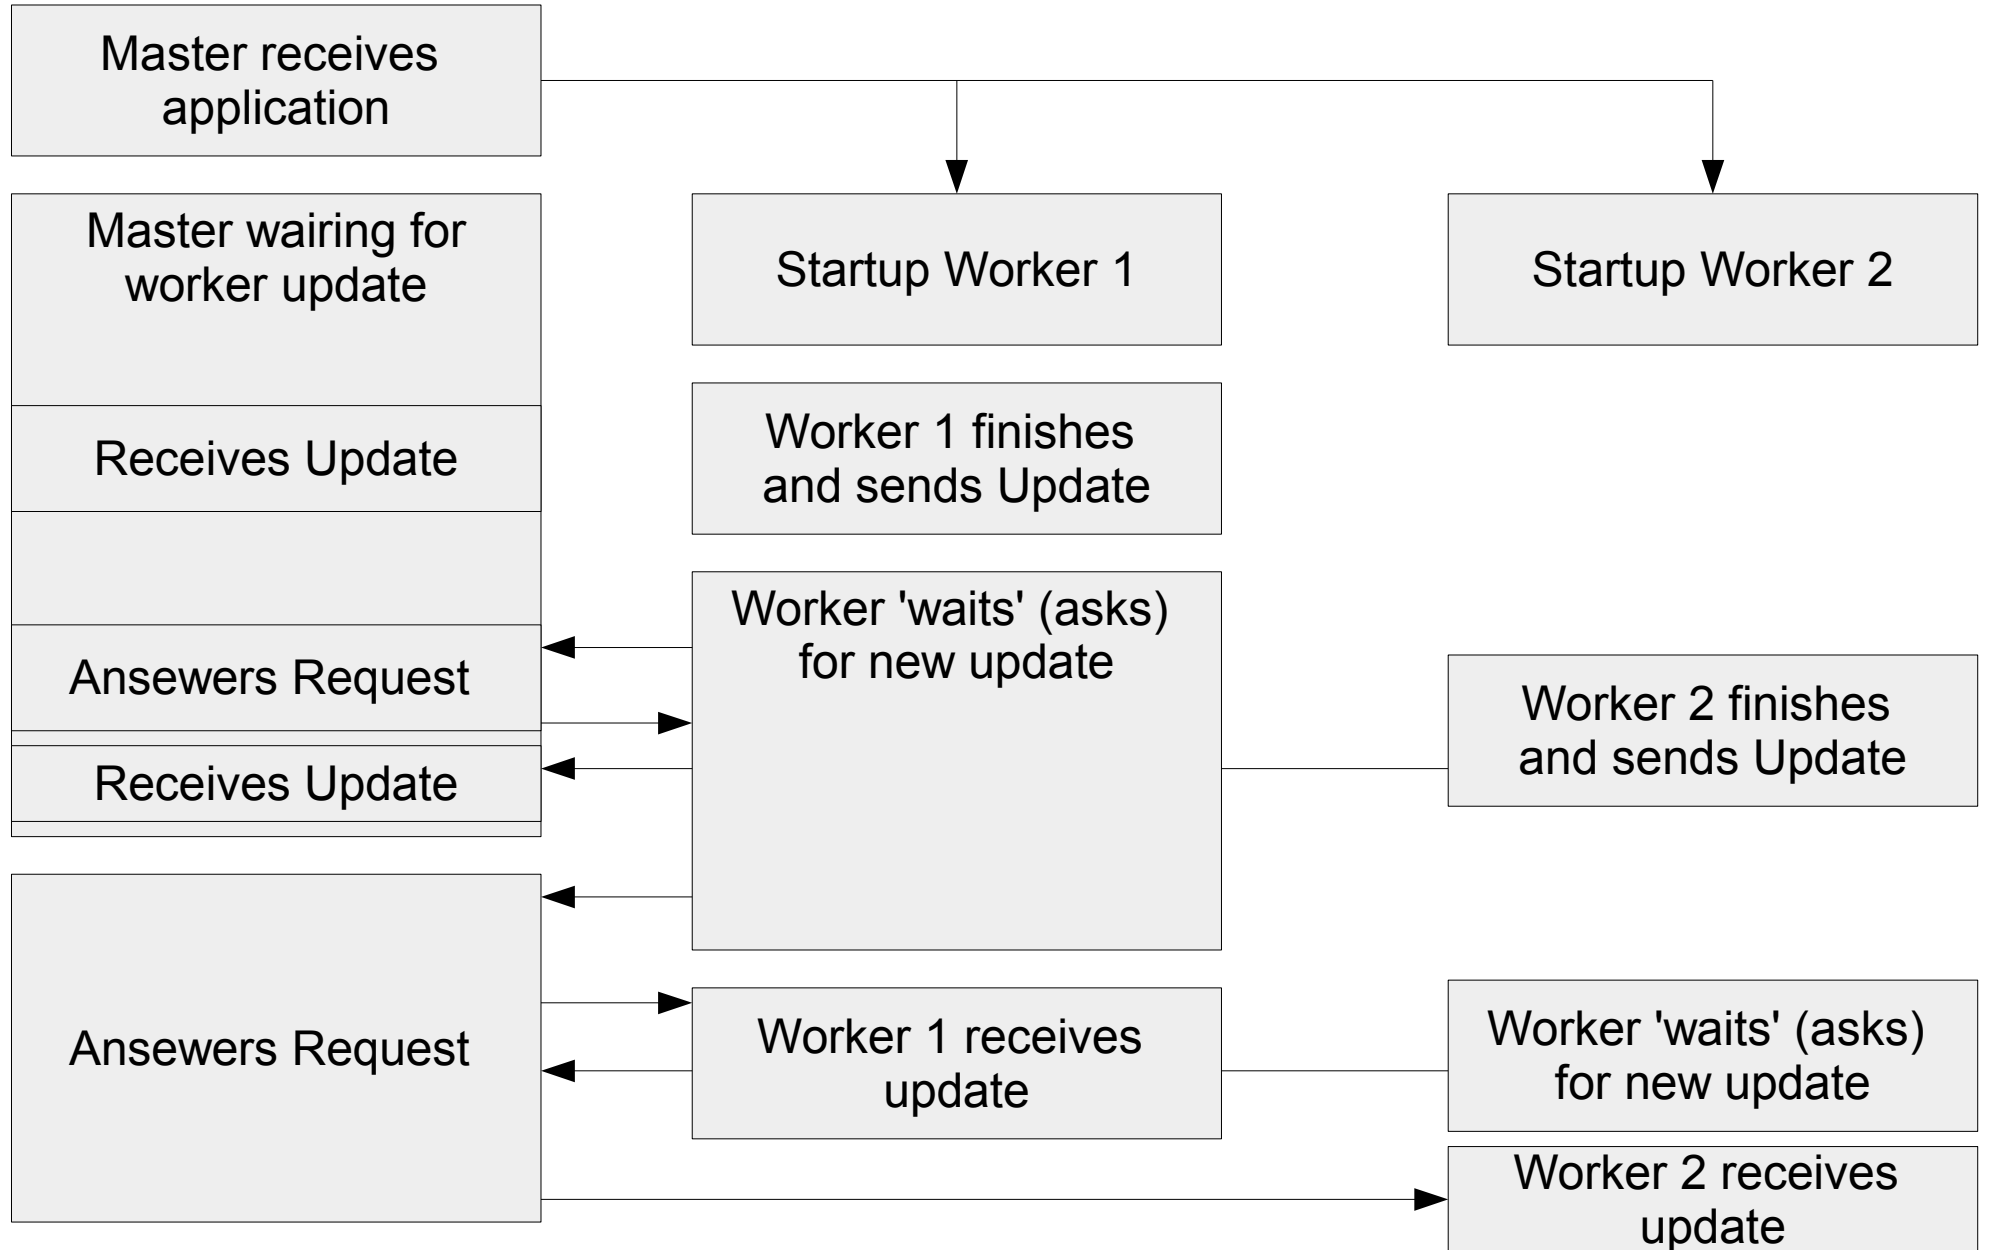 Master receives
application
Master wairing for
worker update
Startup Worker 1
Startup Worker 2
Receives Update
Worker 1 finishes
and sends Update
Worker 'waits' (asks)
for new update
Ansewers Request
Worker 2 finishes
and sends Update
Receives Update
Ansewers Request
Worker 1 receives
update
Worker 'waits' (asks)
for new update
Worker 2 receives
update